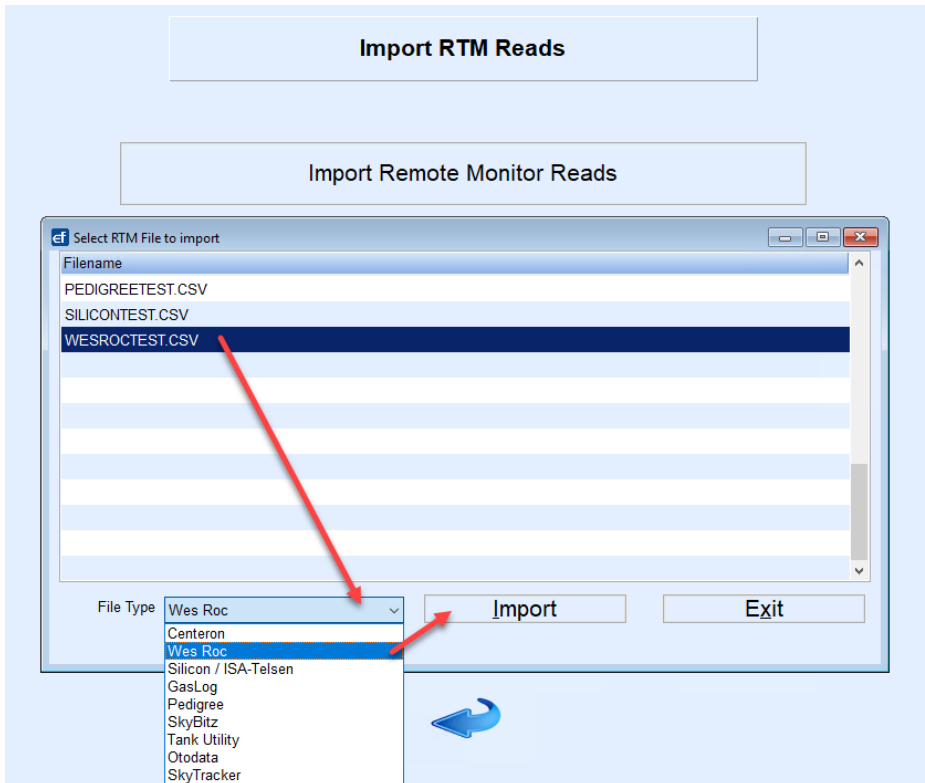 Import RTM Reads
Import Remote Monitor Reads
ef Select RTM File to import
Filename
PEDIGREETEST.CSV
SILICONTEST.CSV
WESROCTEST.CSV
File Type Wes Roc Import Exit
Centeron
Wes Roc
Silicon / ISA-Telsen
GasLog
Pedigree
SkyBitz
Tank Utility
Otodata
SkyTracker